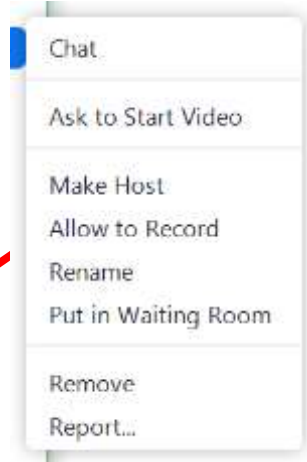 Chat
Ask to Start Video
Make Host
Allow to Record
Rename
Put in Waiting Room
Remove
Report...